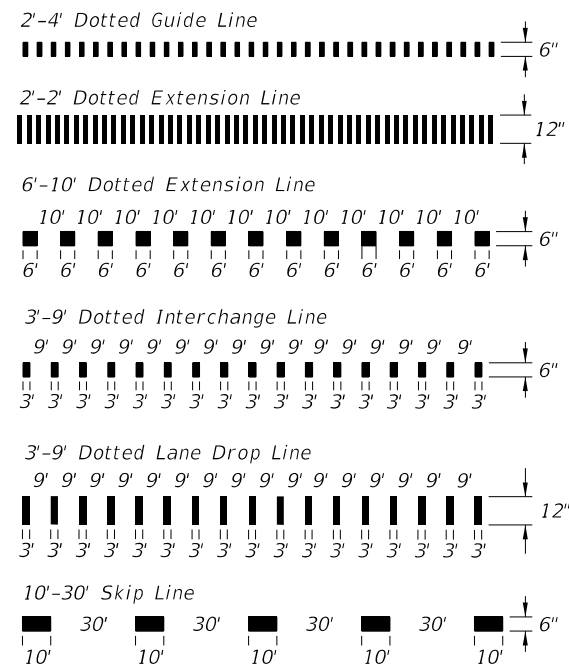 2'-4' Dotted Guide Line
6"
2'-2' Dotted Extension Line
12"
6'-10' Dotted Extension Line
10' 10' 10' 10' 10' 10' 10' 10' 10' 10' 10' 10'
6"
6' 6' 6' 6' 6' 6' 6' 6' 6' 6' 6' 6' 6'
3'-9' Dotted Interchange Line
9' 9' 9' 9' 9' 9' 9' 9' 9' 9' 9' 9' 9' 9' 9' 9'
6"
3' 3' 3' 3' 3' 3' 3' 3' 3' 3' 3' 3' 3' 3' 3' 3' 3'
3'-9' Dotted Lane Drop Line
9' 9' 9' 9' 9' 9' 9' 9' 9' 9' 9' 9' 9' 9' 9' 9'
12"
3' 3' 3' 3' 3' 3' 3' 3' 3' 3' 3' 3' 3' 3' 3' 3' 3'
10'-30' Skip Line
30' 30' 30' 30' 6"
10' 10' 10' 10' 10'